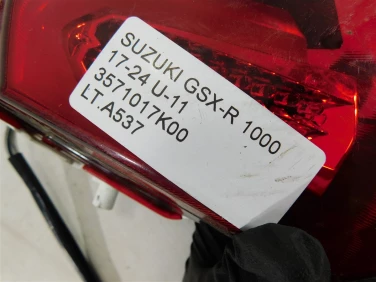 SUZUKI GSX-R 1000
17-24 U-11
3571017K00
LT.A537